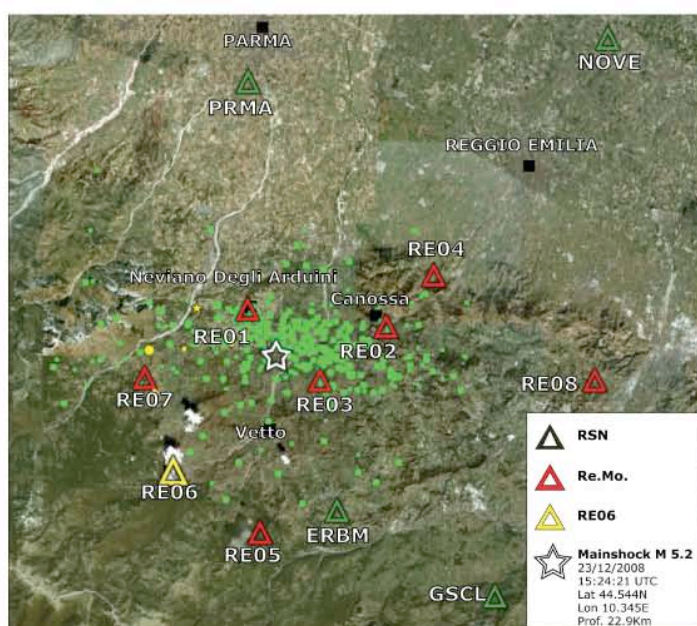 PARMA
NOVE
PRMA
REGGIO EMILIA
RE04
Neviano Degli Arduini
Canossa
RE01
RE02
RE07
RE03
RE08
Vetto
RE06
ERBM
RE05
GSCL
RSN
Re.Mo.
RE06
Mainshock M 5.2
23/12/2008
15:24:21 UTC
Lat 44.544N
Lon 10.345E
Prof. 22.9Km